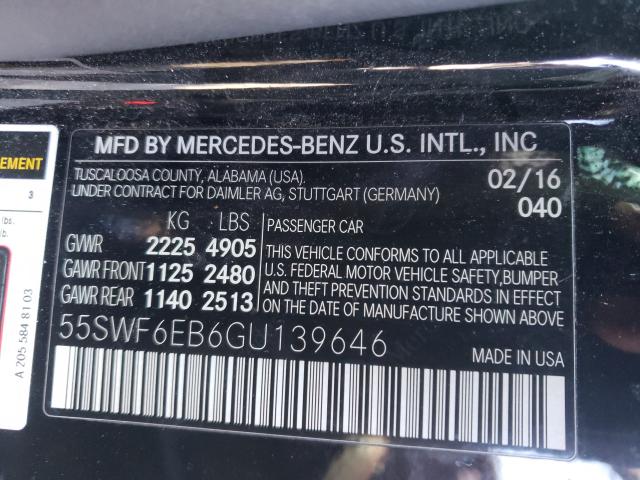 MFD BY MERCEDES-BENZ U.S. INTL., INC
TUSCALOOSA COUNTY, ALABAMA (USA).
UNDER CONTRACT FOR DAIMLER AG, STUTTGART (GERMANY)
02/16
040
KG LBS
GVWR 2225 4905
GAWR FRONT 1125 2480
GAWR REAR 1140 2513
PASSENGER CAR
THIS VEHICLE CONFORMS TO ALL APPLICABLE
U.S. FEDERAL MOTOR VEHICLE SAFETY,BUMPER
AND THEFT PREVENTION STANDARDS IN EFFECT
ON THE DATE OF MANUFACTURE SHOWN ABOVE.
55SWF6EB6GU139646
MADE IN USA
3
lbs.
lb.
A 205 584 81 03